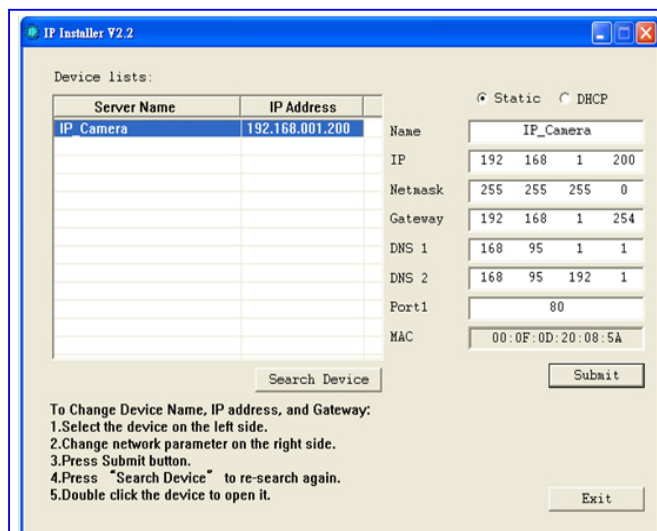 IP Installer V2.2
Device lists:
Server Name IP Address
IP_Camera 192.168.001.200
Static DHCP
Name IP_Camera
IP 192 168 1 200
Netmask 255 255 255 0
Gateway 192 168 1 254
DNS 1 168 95 1 1
DNS 2 168 95 192 1
Port1 80
MAC 00:0F:0D:20:08:5A
Search Device Submit
To Change Device Name, IP address, and Gateway:
1.Select the device on the left side.
2.Change network parameter on the right side.
3.Press Submit button.
4.Press “Search Device” to re-search again.
5.Double click the device to open it.
Exit